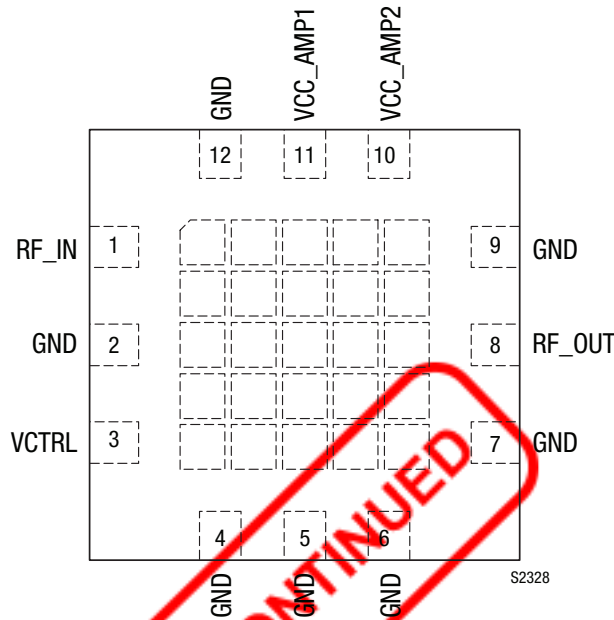 GND
VCC_AMP1
VCC_AMP2
12
11
10
RF_IN
1
9
GND
GND
2
8
RF_OUT
VCTRL
3
7
GND
4
5
6
GND
GND
GND
S2328
ONTINUED